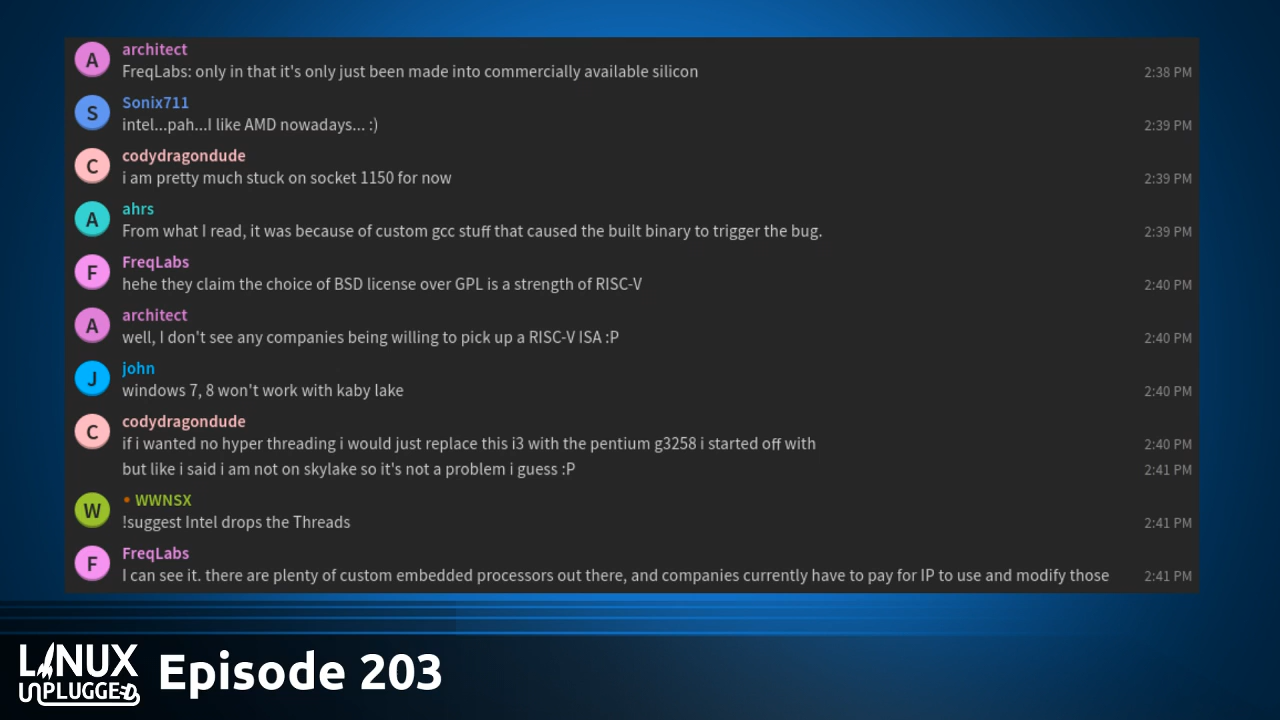 A
architect
FreqLabs: only in that it's only just been made into commercially available silicon 2:38 PM
S
Sonix711
intel...pah...I like AMD nowadays... :) 2:39 PM
C
codydragondude
i am pretty much stuck on socket 1150 for now 2:39 PM
A
ahrs
From what I read, it was because of custom gcc stuff that caused the built binary to trigger the bug. 2:39 PM
F
FreqLabs
hehe they claim the choice of BSD license over GPL is a strength of RISC-V 2:40 PM
A
architect
well, I don't see any companies being willing to pick up a RISC-V ISA :P 2:40 PM
J
john
windows 7, 8 won't work with kaby lake 2:40 PM
C
codydragondude
if i wanted no hyper threading i would just replace this i3 with the pentium g3258 i started off with 2:40 PM
but like i said i am not on skylake so it's not a problem i guess :P 2:41 PM
W
• WWNSX
!suggest Intel drops the Threads 2:41 PM
F
FreqLabs
I can see it. there are plenty of custom embedded processors out there, and companies currently have to pay for IP to use and modify those 2:41 PM
LINUX
UNPLUGGED
Episode 203